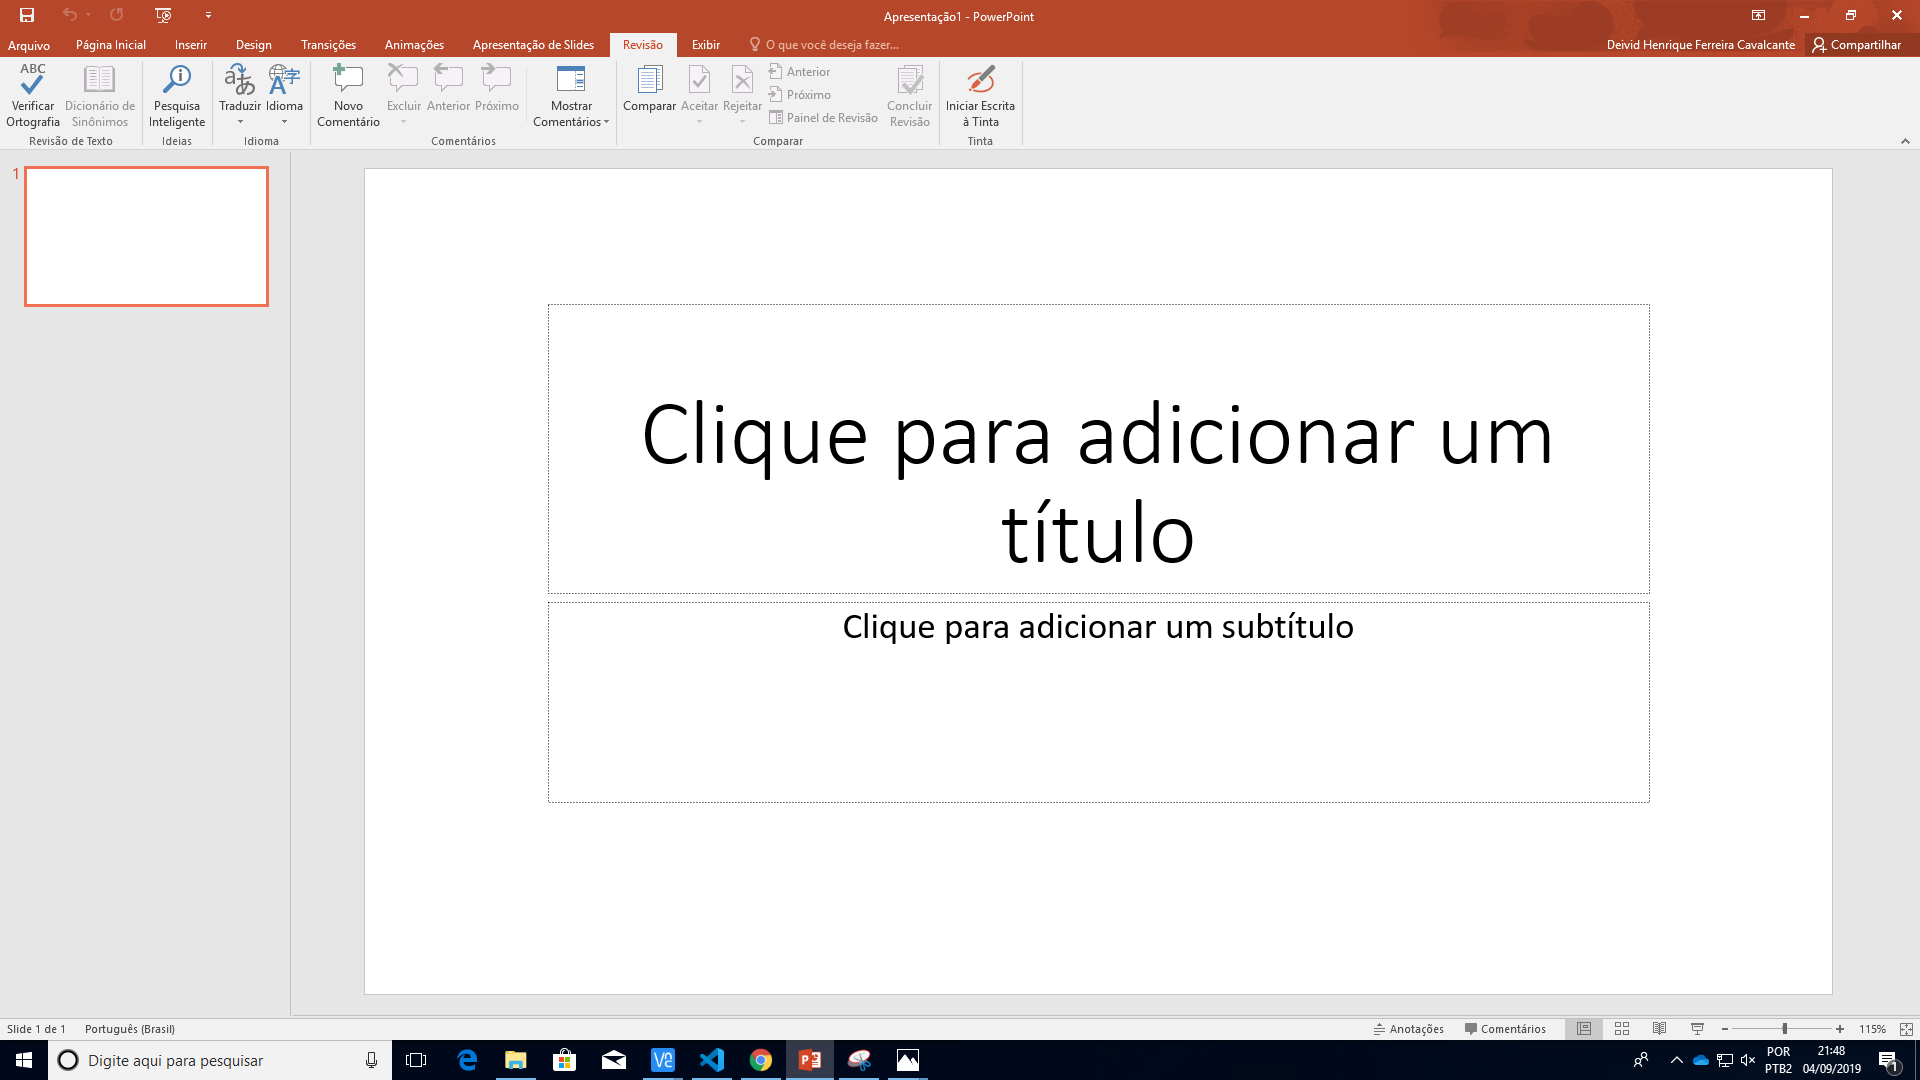 Apresentação1 - PowerPoint
Arquivo Página Inicial Inserir Design Transições Animações Apresentação de Slides Revisão Exibir O que você deseja fazer... Deivid Henrique Ferreira Cavalcante Compartilhar
ABC
Verificar Ortografia
Dicionário de Sinônimos
Revisão de Texto
Pesquisa Inteligente
Ideias
Traduzir
Idioma
Idioma
Novo Comentário
Excluir
Anterior
Próximo
Mostrar Comentários
Comentários
Comparar
Aceitar
Rejeitar
Anterior
Próximo
Painel de Revisão
Concluir Revisão
Comparar
Iniciar Escrita à Tinta
Tinta
1
Clique para adicionar um
título
Clique para adicionar um subtítulo
Slide 1 de 1 Português (Brasil) Anotações Comentários 115%
Digite aqui para pesquisar
POR
PTB2
21:48
04/09/2019
1